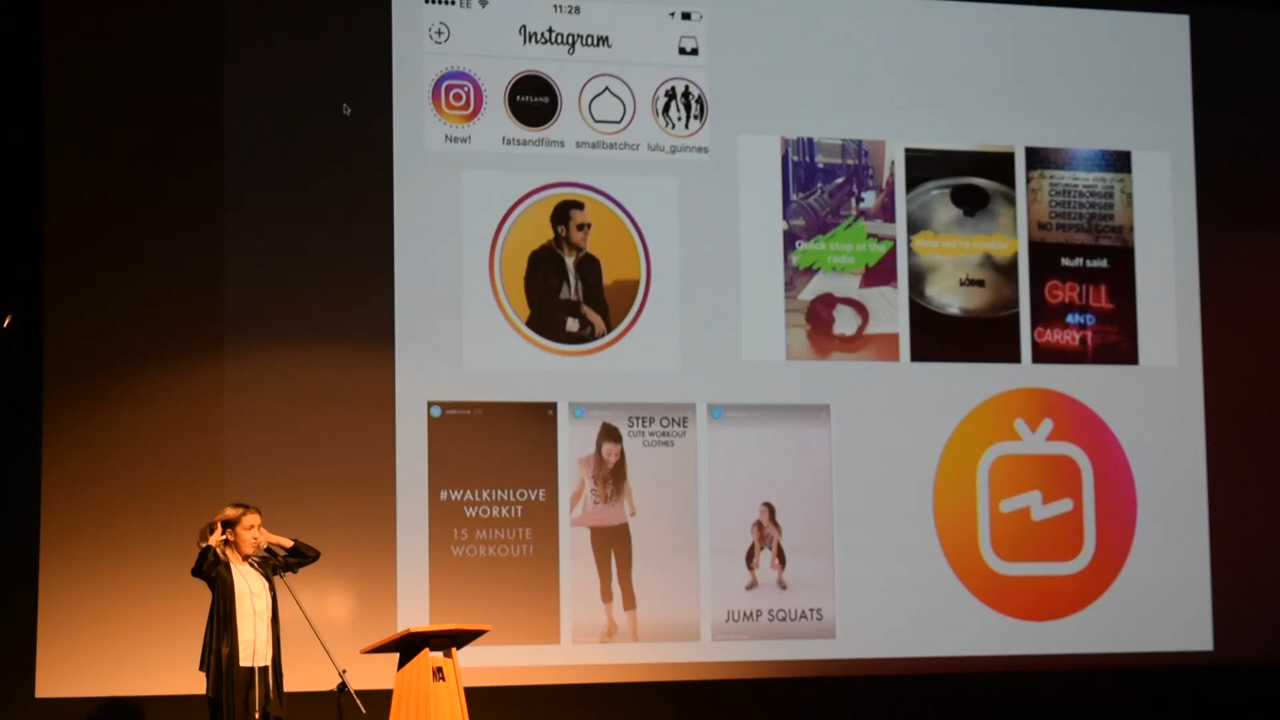 EE
11:28
Instagram
FATSAND
New!
fatsandfilms
smallbatchcr
lulu_guinnes
Quick stop at the
radio
Now we're cookin'
CHEEZBORGER
CHEEZBORGER
CHEEZBORGER
NO PEPSI COKE
Nuff said.
GRILL
AND
CARRY
#WALKINLOVE
WORKIT
15 MINUTE
WORKOUT!
STEP ONE
CUTE WORKOUT
CLOTHES
JUMP SQUATS